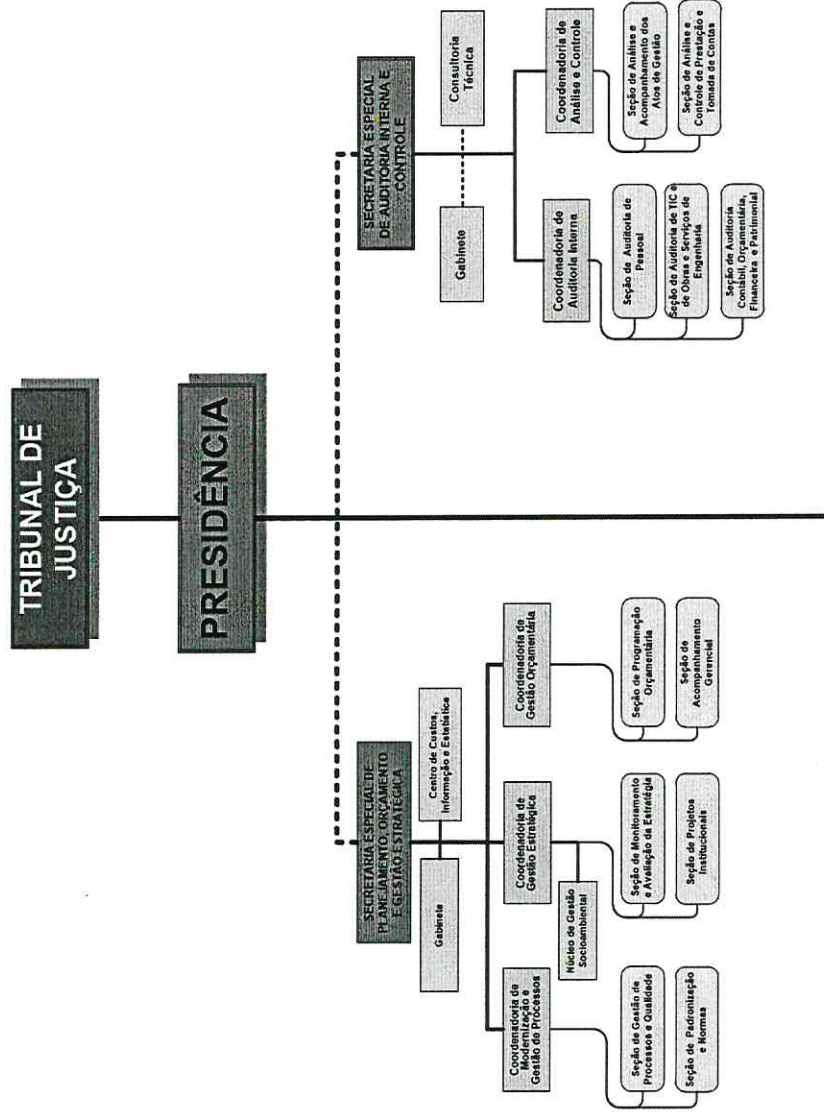 TRIBUNAL DE
JUSTIÇA
PRESIDÊNCIA
SECRETARIA ESPECIAL DE
PLANEJAMENTO, ORÇAMENTO
E GESTÃO ESTRATÉGICA
Gabinete
Centro de Custos,
Informação e Estatística
Coordenadoria de
Modernização e
Gestão de Processos
Seção de Gestão de
Processos e Qualidade
Seção de Padronização
e Normas
Coordenadoria de
Gestão Estratégica
Núcleo de Gestão
Socioambiental
Seção de Monitoramento
e Avaliação da Estratégia
Seção de Projetos
Institucionais
Coordenadoria de
Gestão Orçamentária
Seção de Programação
Orçamentária
Seção de
Acompanhamento
Gerencial
SECRETARIA ESPECIAL
DE AUDITORIA INTERNA E
CONTROLE
Gabinete
Consultoria
Técnica
Coordenadoria de
Auditoria Interna
Seção de Auditoria de
Pessoal
Seção de Auditoria de TIC e
de Obras e Serviços de
Engenharia
Seção de Auditoria
Contábil, Orçamentária,
Financeira e Patrimonial
Coordenadoria de
Análise e Controle
Seção de Análise e
Acompanhamento dos
Atos de Gestão
Seção de Análise e
Controle de Prestação e
Tomada de Contas